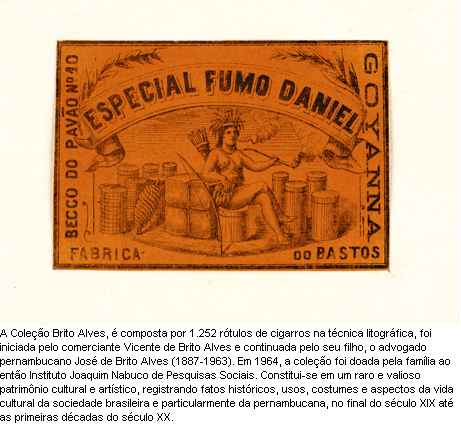 ESPECIAL FUMO DANIEL
BECCO DO PAVÃO Nº 10
GOYANNA
FABRICA DO BASTOS
A Coleção Brito Alves, é composta por 1.252 rótulos de cigarros na técnica litográfica, foi
iniciada pelo comerciante Vicente de Brito Alves e continuada pelo seu filho, o advogado
pernambucano José de Brito Alves (1887-1963). Em 1964, a coleção foi doada pela família ao
então Instituto Joaquim Nabuco de Pesquisas Sociais. Constitui-se em um raro e valioso
patrimônio cultural e artístico, registrando fatos históricos, usos, costumes e aspectos da vida
cultural da sociedade brasileira e particularmente da pernambucana, no final do século XIX até
as primeiras décadas do século XX.